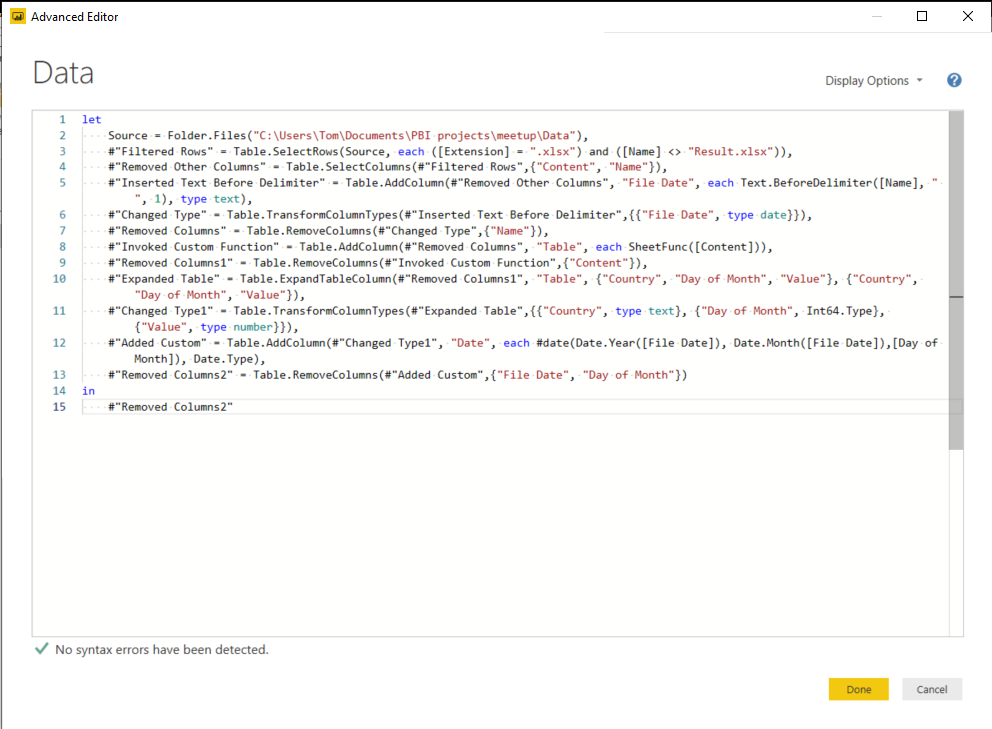 Advanced Editor
Data
Display Options
?
1 let
2 Source = Folder.Files("C:\Users\Tom\Documents\PBI projects\meetup\Data"),
3 #"Filtered Rows" = Table.SelectRows(Source, each ([Extension] = ".xlsx") and ([Name] <> "Result.xlsx")),
4 #"Removed Other Columns" = Table.SelectColumns(#"Filtered Rows",{"Content", "Name"}),
5 #"Inserted Text Before Delimiter" = Table.AddColumn(#"Removed Other Columns", "File Date", each Text.BeforeDelimiter([Name], "
", 1), type text),
6 #"Changed Type" = Table.TransformColumnTypes(#"Inserted Text Before Delimiter",{{"File Date", type date}}),
7 #"Removed Columns" = Table.RemoveColumns(#"Changed Type",{"Name"}),
8 #"Invoked Custom Function" = Table.AddColumn(#"Removed Columns", "Table", each SheetFunc([Content])),
9 #"Removed Columns1" = Table.RemoveColumns(#"Invoked Custom Function",{"Content"}),
10 #"Expanded Table" = Table.ExpandTableColumn(#"Removed Columns1", "Table", {"Country", "Day of Month", "Value"}, {"Country",
"Day of Month", "Value"}),
11 #"Changed Type1" = Table.TransformColumnTypes(#"Expanded Table",{{"Country", type text}, {"Day of Month", Int64.Type},
{"Value", type number}}),
12 #"Added Custom" = Table.AddColumn(#"Changed Type1", "Date", each #date(Date.Year([File Date]), Date.Month([File Date]),[Day of
Month]), Date.Type),
13 #"Removed Columns2" = Table.RemoveColumns(#"Added Custom",{"File Date", "Day of Month"})
14 in
15 #"Removed Columns2"
No syntax errors have been detected.
Done
Cancel